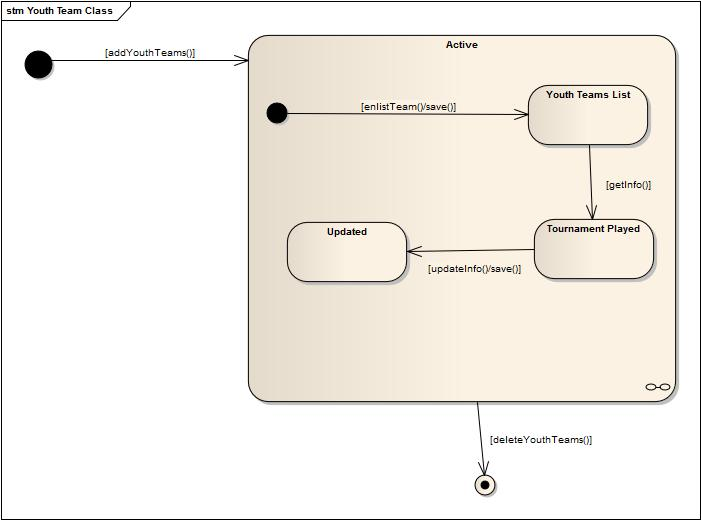 stm Youth Team Class
Active
[addYouthTeams()]
Youth Teams List
[enlistTeam()/save()]
[getInfo()]
Updated
Tournament Played
[updateInfo()/save()]
[deleteYouthTeams()]